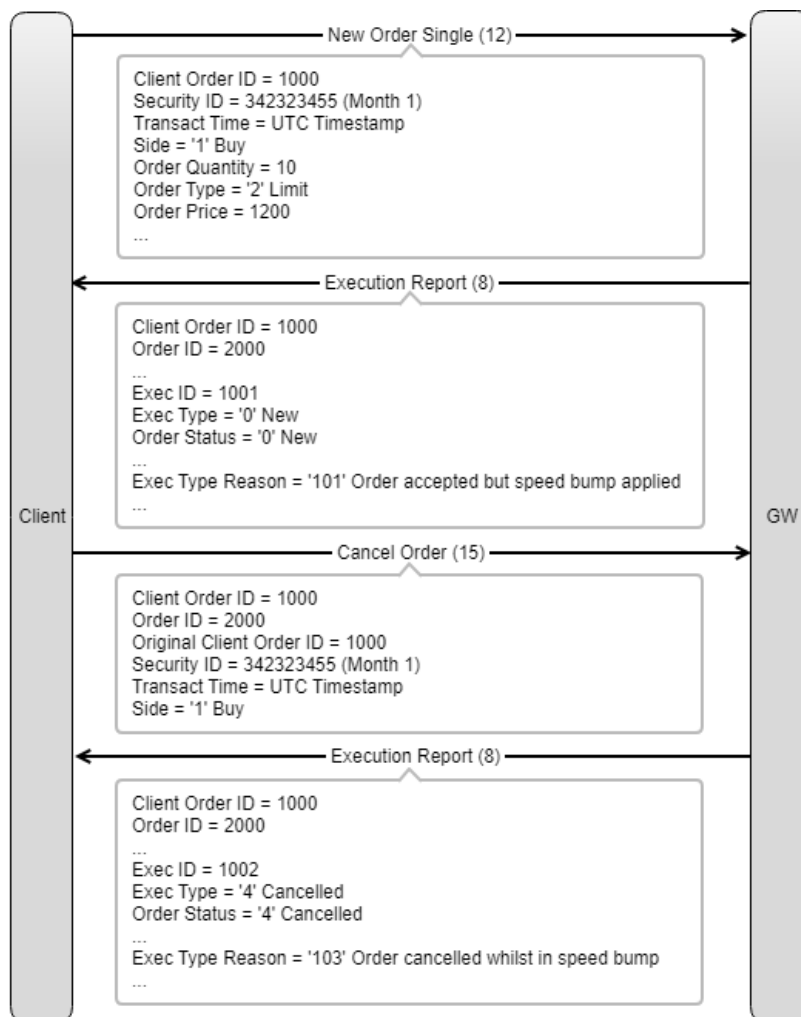 New Order Single (12)
Client Order ID = 1000
Security ID = 342323455 (Month 1)
Transact Time = UTC Timestamp
Side = '1' Buy
Order Quantity = 10
Order Type = '2' Limit
Order Price = 1200
...
Execution Report (8)
Client Order ID = 1000
Order ID = 2000
...
Exec ID = 1001
Exec Type = '0' New
Order Status = '0' New
...
Exec Type Reason = '101' Order accepted but speed bump applied
...
Client
GW
Cancel Order (15)
Client Order ID = 1000
Order ID = 2000
Original Client Order ID = 1000
Security ID = 342323455 (Month 1)
Transact Time = UTC Timestamp
Side = '1' Buy
Execution Report (8)
Client Order ID = 1000
Order ID = 2000
...
Exec ID = 1002
Exec Type = '4' Cancelled
Order Status = '4' Cancelled
...
Exec Type Reason = '103' Order cancelled whilst in speed bump
...